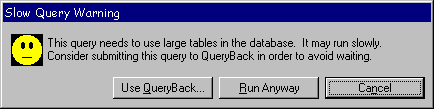 Slow Query Warning
This query needs to use large tables in the database.  It may run slowly.
Consider submitting this query to QueryBack in order to avoid waiting.
Use QueryBack...
Run Anyway
Cancel